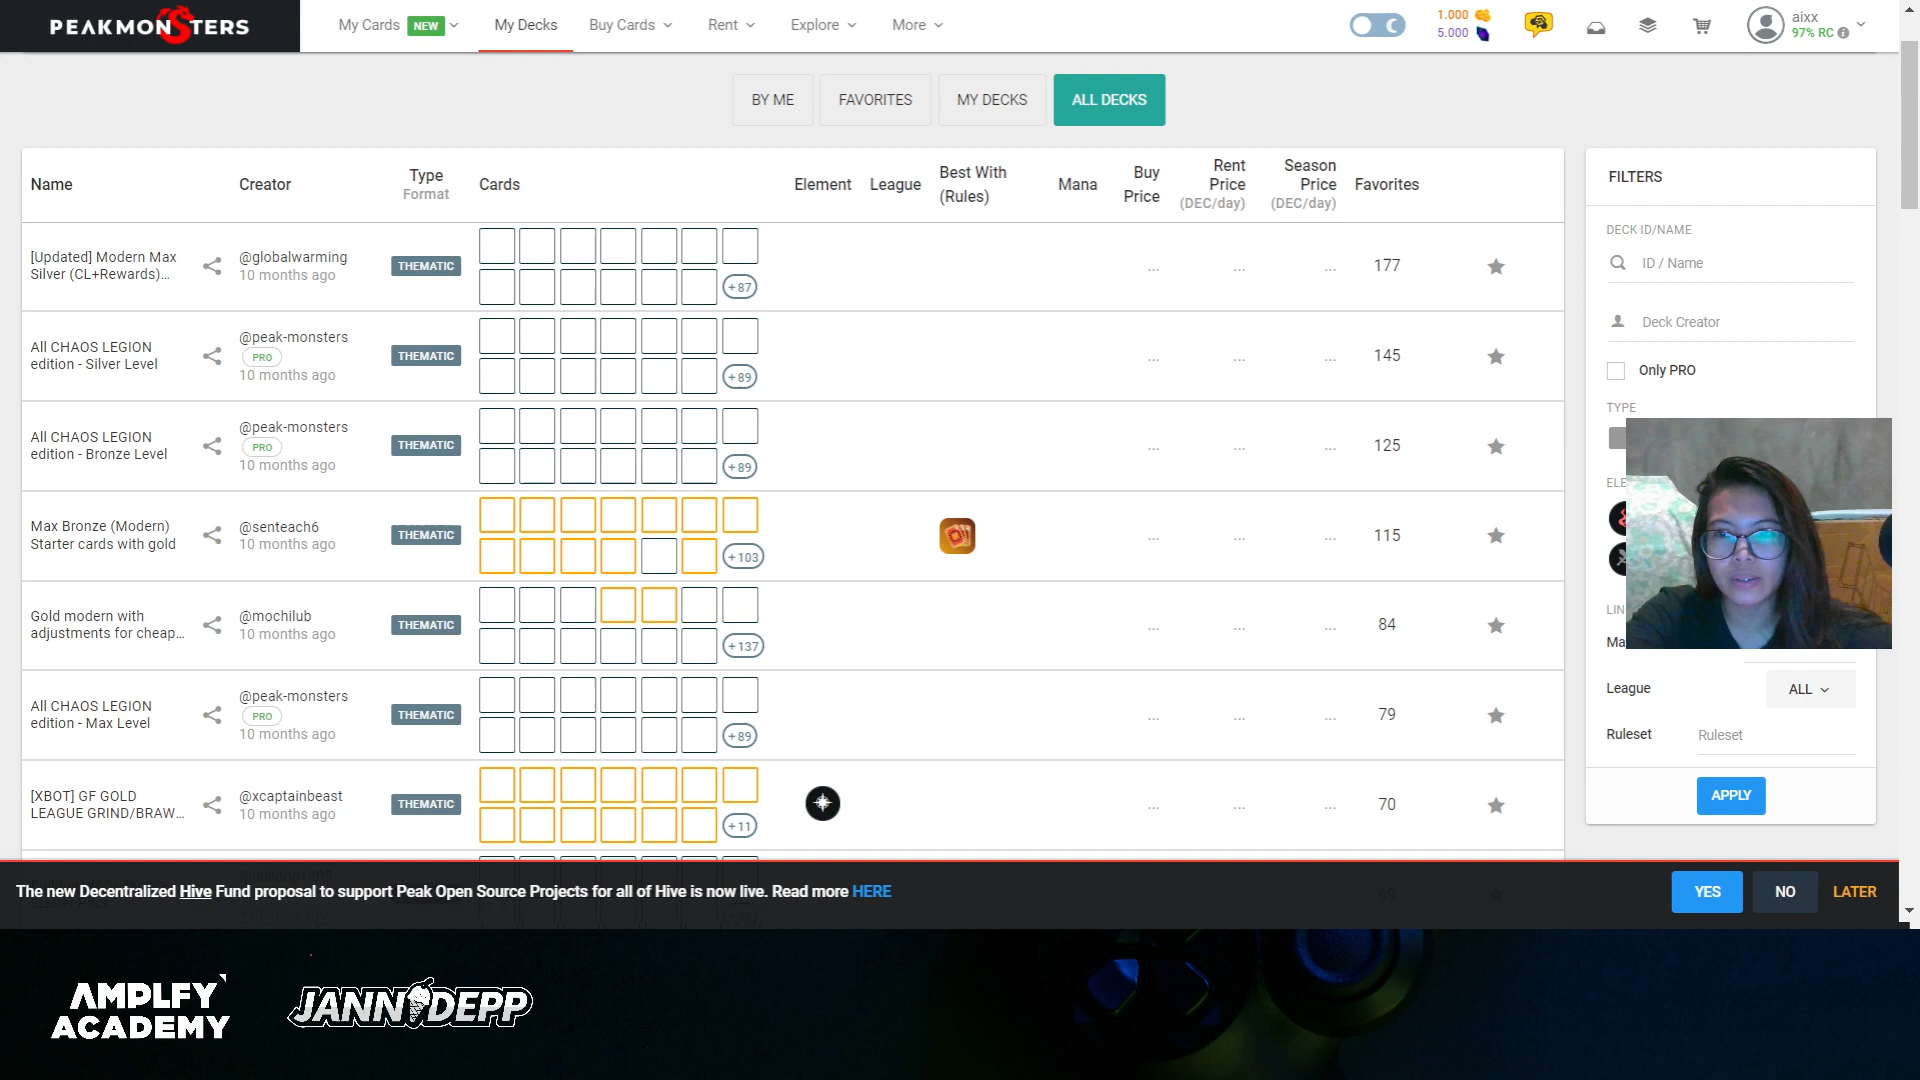 PEAKMONSTERS
My Cards NEW
My Decks
Buy Cards
Rent
Explore
More
1.000
5.000
aixx
97% RC
BY ME
FAVORITES
MY DECKS
ALL DECKS
Name
Creator
Type
Format
Cards
Element
League
Best With
(Rules)
Mana
Buy
Price
Rent
Price
(DEC/day)
Season
Price
(DEC/day)
Favorites
[Updated] Modern Max
Silver (CL+Rewards)...
@globalwarming
10 months ago
THEMATIC
+87
...
...
...
177
All CHAOS LEGION
edition - Silver Level
@peak-monsters
PRO
10 months ago
THEMATIC
+89
...
...
...
145
All CHAOS LEGION
edition - Bronze Level
@peak-monsters
PRO
10 months ago
THEMATIC
+89
...
...
...
125
Max Bronze (Modern)
Starter cards with gold
@senteach6
10 months ago
THEMATIC
+103
...
...
...
115
Gold modern with
adjustments for cheap...
@mochilub
10 months ago
THEMATIC
+137
...
...
...
84
All CHAOS LEGION
edition - Max Level
@peak-monsters
PRO
10 months ago
THEMATIC
+89
...
...
...
79
[XBOT] GF GOLD
LEAGUE GRIND/BRAW...
@xcaptainbeast
10 months ago
THEMATIC
+11
...
...
...
70
FILTERS
DECK ID/NAME
ID / Name
Deck Creator
Only PRO
TYPE
ELE
LIN
Ma
League
ALL
Ruleset
Ruleset
APPLY
The new Decentralized Hive Fund proposal to support Peak Open Source Projects for all of Hive is now live. Read more HERE
YES
NO
LATER
69
AMPLFY
ACADEMY
JANNDEPP